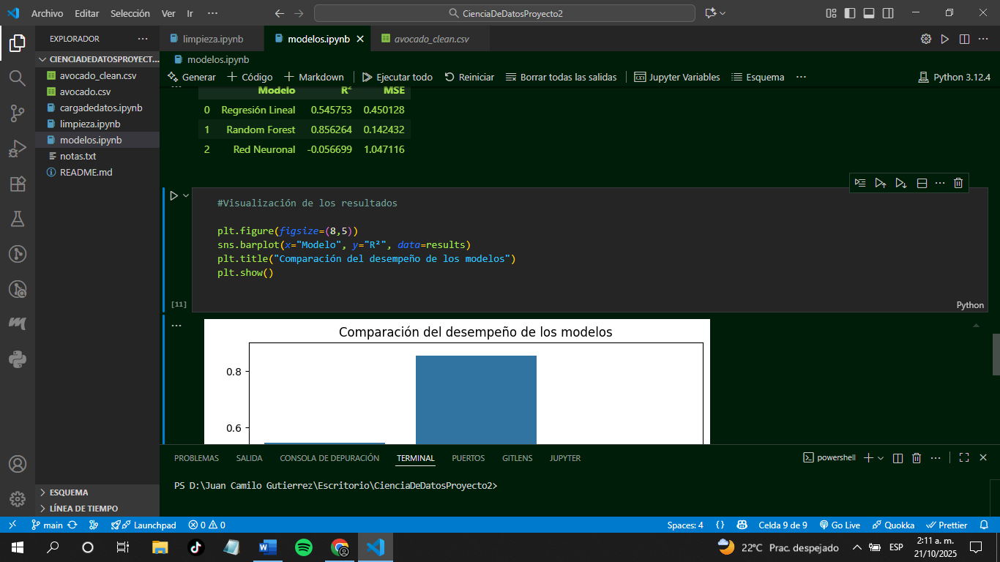 Archivo Editar Selección Ver Ir ··· CienciaDeDatosProyecto2
EXPLORADOR ···
CIENCIADEDATOSPROYECT...
avocado_clean.csv
avocado.csv
cargadedatos.ipynb
limpieza.ipynb
modelos.ipynb
notas.txt
README.md
ESQUEMA
LÍNEA DE TIEMPO
limpieza.ipynb modelos.ipynb avocado_clean.csv
modelos.ipynb
Generar Código Markdown Ejecutar todo Reiniciar Borrar todas las salidas Jupyter Variables Esquema ··· Python 3.12.4
Modelo R² MSE
0 Regresión Lineal 0.545753 0.450128
1 Random Forest 0.856264 0.142432
2 Red Neuronal -0.056699 1.047116
#Visualización de los resultados
plt.figure(figsize=(8,5))
sns.barplot(x="Modelo", y="R²", data=results)
plt.title("Comparación del desempeño de los modelos")
plt.show()
[11] Python
Comparación del desempeño de los modelos
0.8
0.6
PROBLEMAS SALIDA CONSOLA DE DEPURACIÓN TERMINAL PUERTOS GITLENS JUPYTER powershell
PS D:\Juan Camilo Gutierrez\Escritorio\CienciaDeDatosProyecto2>
main Launchpad 0 0 Spaces: 4 {} Celda 9 de 9 Go Live Quokka Prettier
22°C Prac. despejado ESP 2:11 a. m.
21/10/2025